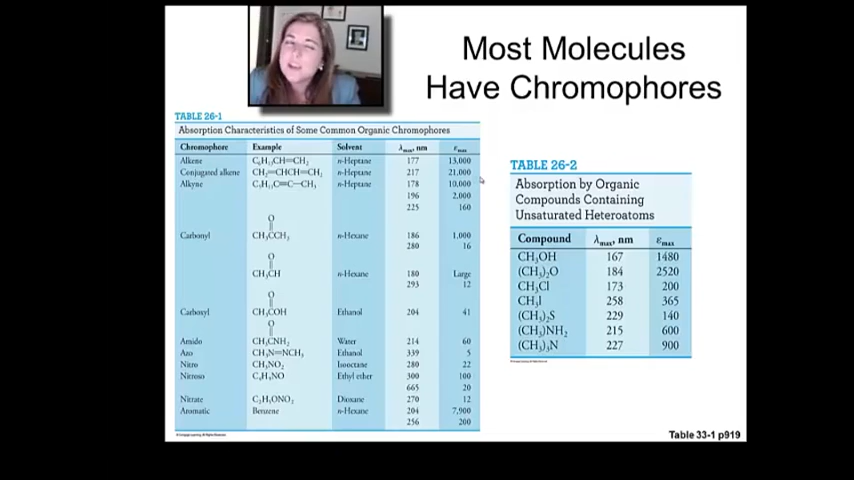 Most Molecules
Have Chromophores
TABLE 26-1
Absorption Characteristics of Some Common Organic Chromophores
Chromophore Example Solvent λmax, nm εmax
Alkene C₆H₁₃CH=CH₂ n-Heptane 177 13,000
Conjugated alkene CH₂=CHCH=CH₂ n-Heptane 217 21,000
Alkyne C₅H₁₁C≡C—CH₃ n-Heptane 178 10,000
196 2,000
225 160
O
Carbonyl CH₃CCH₃ n-Hexane 186 1,000
280 16
O
CH₃CH n-Hexane 180 Large
293 12
O
Carboxyl CH₃COH Ethanol 204 41
O
Amido CH₃CNH₂ Water 214 60
Azo CH₃N=NCH₃ Ethanol 339 5
Nitro CH₃NO₂ Isooctane 280 22
Nitroso C₄H₉NO Ethyl ether 300 100
665 20
Nitrate C₂H₅ONO₂ Dioxane 270 12
Aromatic Benzene n-Hexane 204 7,900
256 200
TABLE 26-2
Absorption by Organic
Compounds Containing
Unsaturated Heteroatoms
Compound λmax, nm εmax
CH₃OH 167 1480
(CH₃)₂O 184 2520
CH₃Cl 173 200
CH₃I 258 365
(CH₃)₂S 229 140
(CH₃)NH₂ 215 600
(CH₃)₃N 227 900
Table 33-1 p919